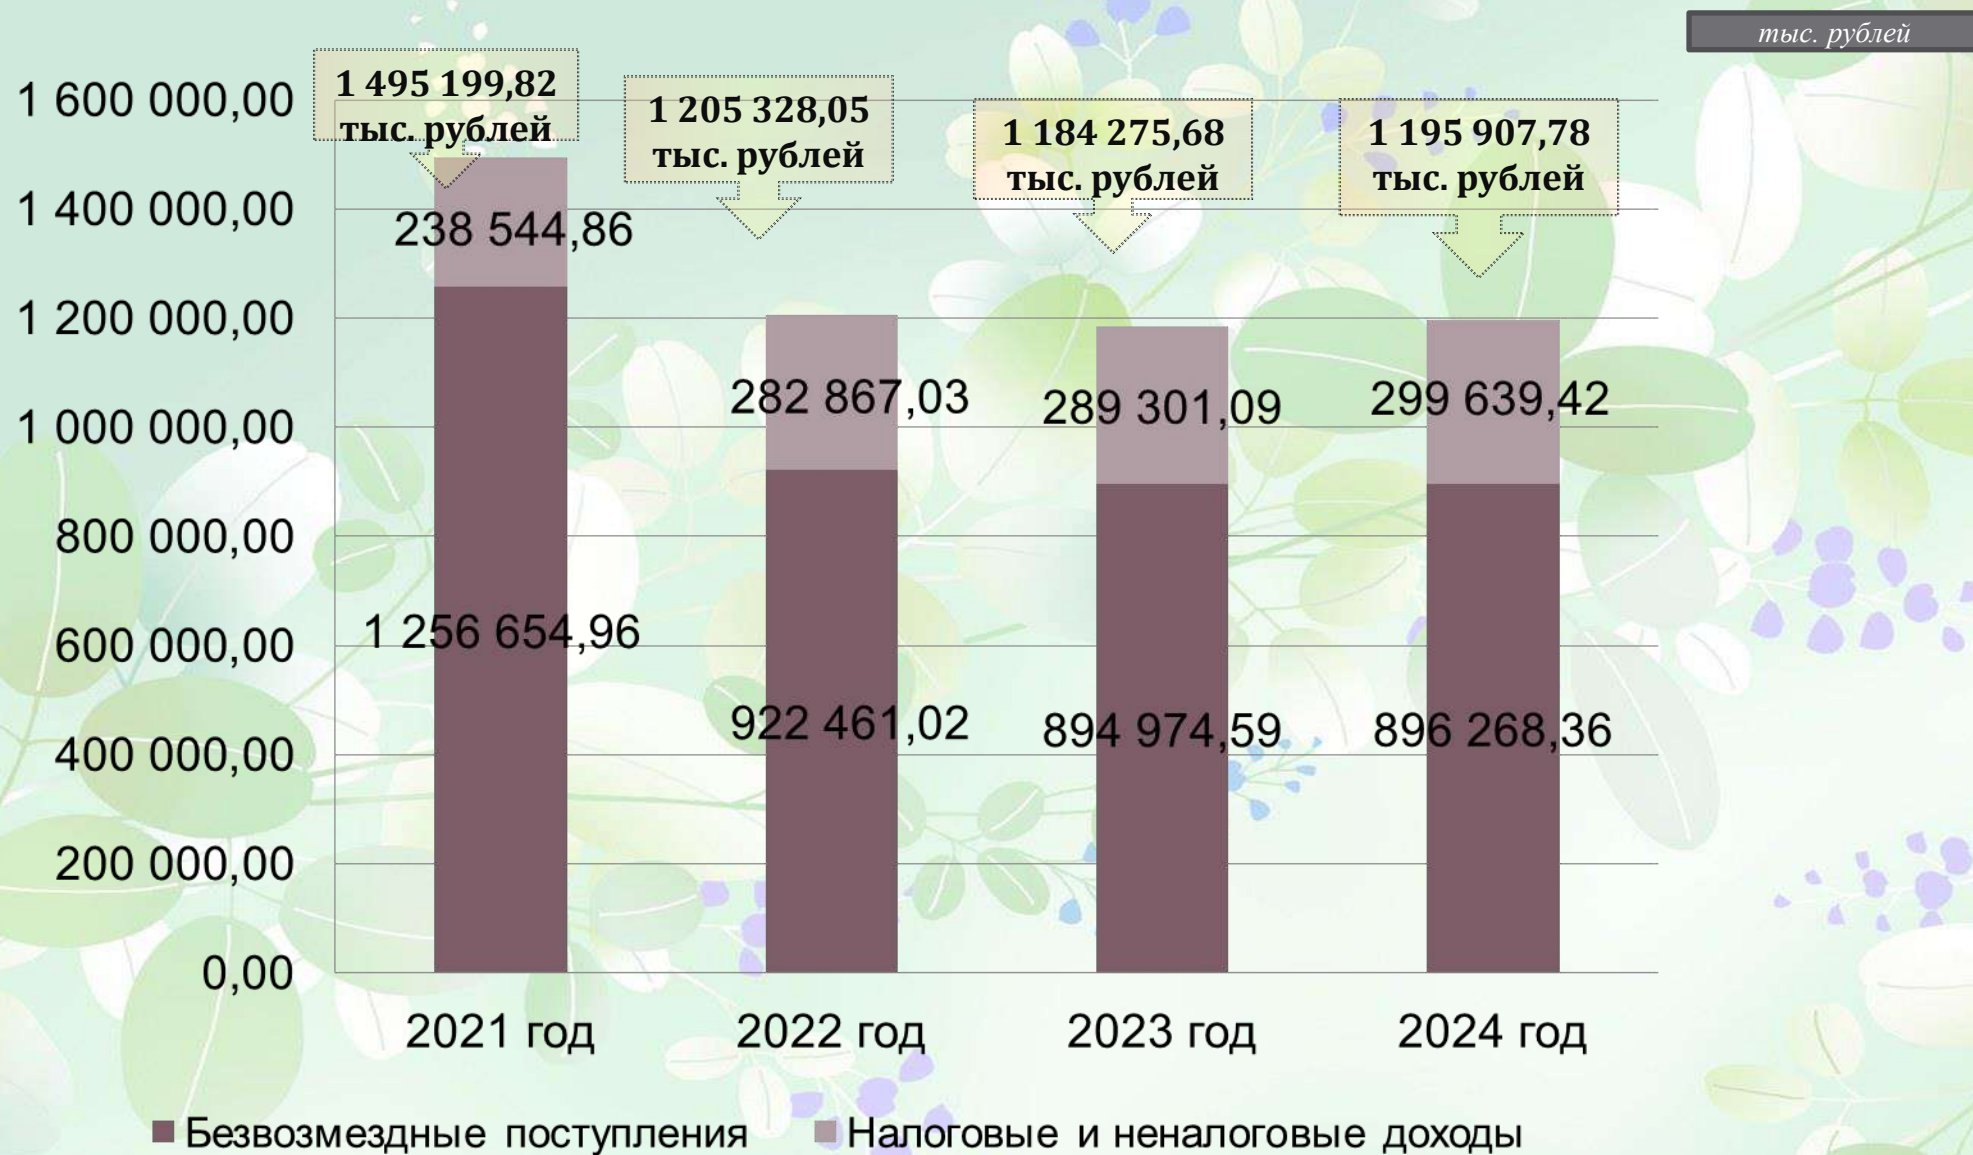 тыс. рублей
1 495 199,82
тыс. рублей
1 205 328,05
тыс. рублей
1 184 275,68
тыс. рублей
1 195 907,78
тыс. рублей
1 600 000,00
1 400 000,00
1 200 000,00
1 000 000,00
800 000,00
600 000,00
400 000,00
200 000,00
0,00
238 544,86
282 867,03
289 301,09
299 639,42
1 256 654,96
922 461,02
894 974,59
896 268,36
2021 год
2022 год
2023 год
2024 год
Безвозмездные поступления
Налоговые и неналоговые доходы